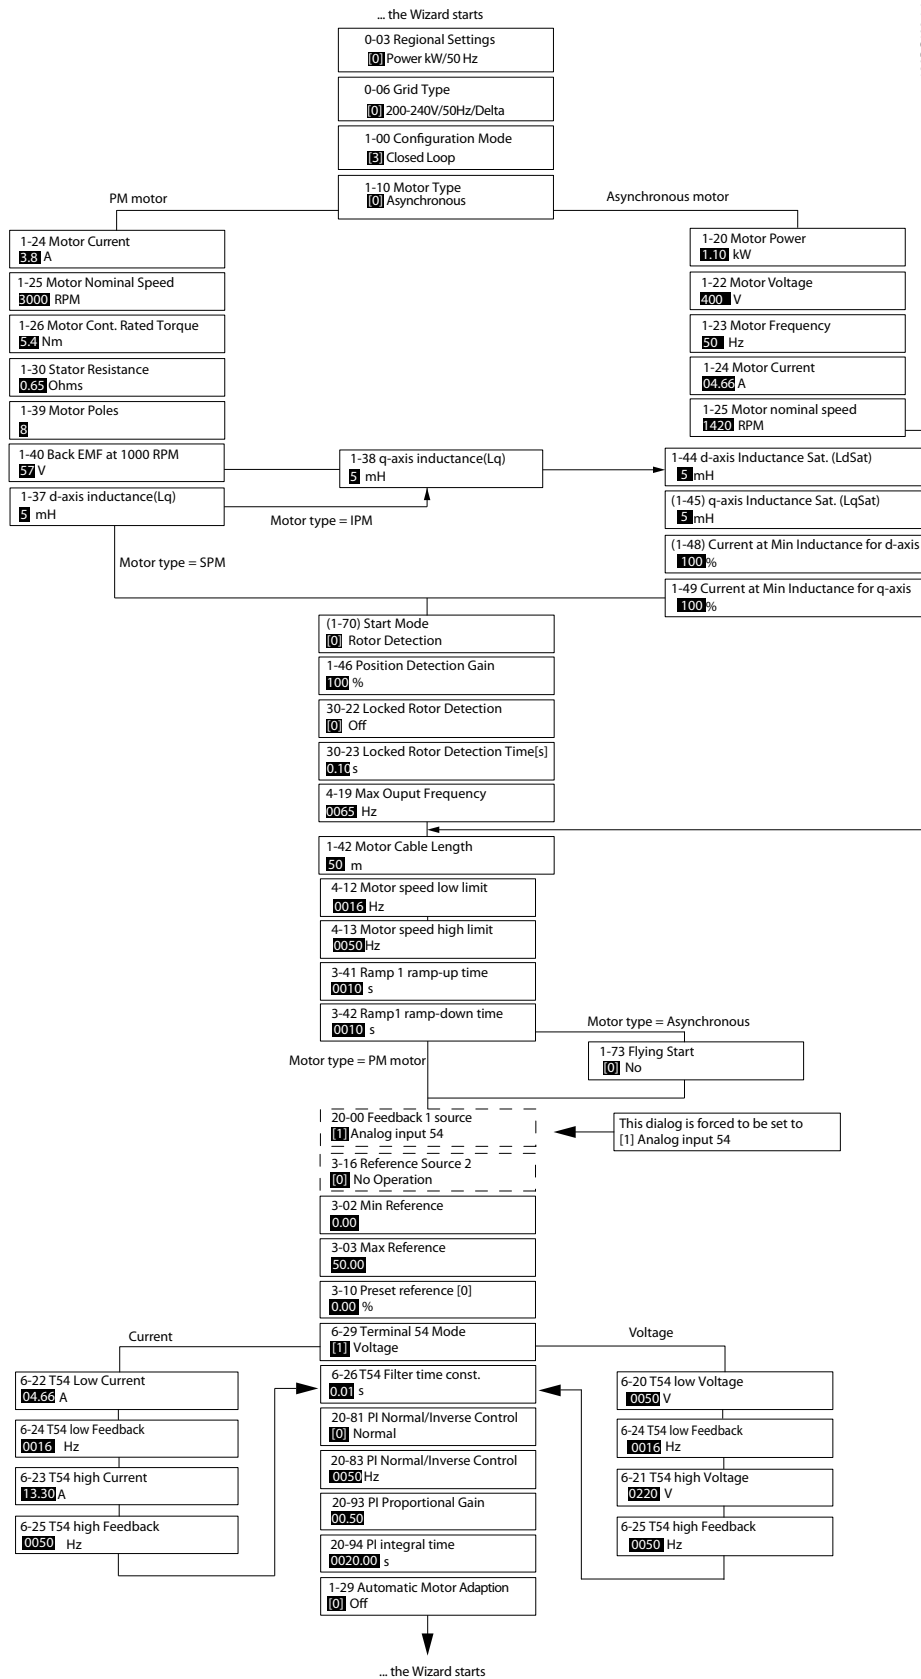 ... the Wizard starts
0-03 Regional Settings
[0] Power kW/50 Hz
0-06 Grid Type
[0] 200-240V/50Hz/Delta
1-00 Configuration Mode
[3] Closed Loop
1-10 Motor Type
[0] Asynchronous
PM motor
Asynchronous motor
1-24 Motor Current
3.8 A
1-25 Motor Nominal Speed
3000 RPM
1-26 Motor Cont. Rated Torque
5.4 Nm
1-30 Stator Resistance
0.65 Ohms
1-39 Motor Poles
8
1-40 Back EMF at 1000 RPM
57 V
1-37 d-axis inductance(Lq)
5 mH
1-20 Motor Power
1.10 kW
1-22 Motor Voltage
400 V
1-23 Motor Frequency
50 Hz
1-24 Motor Current
04.66 A
1-25 Motor nominal speed
1420 RPM
1-38 q-axis inductance(Lq)
5 mH
1-44 d-axis Inductance Sat. (LdSat)
5 mH
(1-45) q-axis Inductance Sat. (LqSat)
5 mH
(1-48) Current at Min Inductance for d-axis
100 %
1-49 Current at Min Inductance for q-axis
100 %
Motor type = IPM
Motor type = SPM
(1-70) Start Mode
[0] Rotor Detection
1-46 Position Detection Gain
100 %
30-22 Locked Rotor Detection
[0] Off
30-23 Locked Rotor Detection Time[s]
0.10 s
4-19 Max Ouput Frequency
0065 Hz
1-42 Motor Cable Length
50 m
4-12 Motor speed low limit
0016 Hz
4-13 Motor speed high limit
0050 Hz
3-41 Ramp 1 ramp-up time
0010 s
3-42 Ramp1 ramp-down time
0010 s
Motor type = Asynchronous
Motor type = PM motor
1-73 Flying Start
[0] No
20-00 Feedback 1 source
[1] Analog input 54
This dialog is forced to be set to
[1] Analog input 54
3-16 Reference Source 2
[0] No Operation
3-02 Min Reference
0.00
3-03 Max Reference
50.00
3-10 Preset reference [0]
0.00 %
6-29 Terminal 54 Mode
[1] Voltage
Current
Voltage
6-22 T54 Low Current
04.66 A
6-24 T54 low Feedback
0016 Hz
6-23 T54 high Current
13.30 A
6-25 T54 high Feedback
0050 Hz
6-26 T54 Filter time const.
0.01 s
20-81 PI Normal/Inverse Control
[0] Normal
20-83 PI Normal/Inverse Control
0050 Hz
20-93 PI Proportional Gain
00.50
20-94 PI integral time
0020.00 s
1-29 Automatic Motor Adaption
[0] Off
6-20 T54 low Voltage
0050 V
6-24 T54 low Feedback
0016 Hz
6-21 T54 high Voltage
0220 V
6-25 T54 high Feedback
0050 Hz
... the Wizard starts